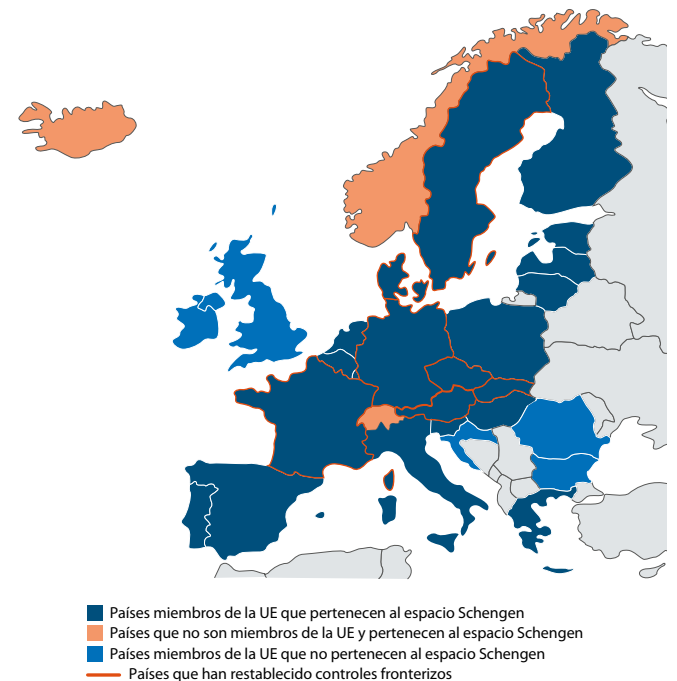 Países miembros de la UE que pertenecen al espacio Schengen
Países que no son miembros de la UE y pertenecen al espacio Schengen
Países miembros de la UE que no pertenecen al espacio Schengen
Países que han restablecido controles fronterizos